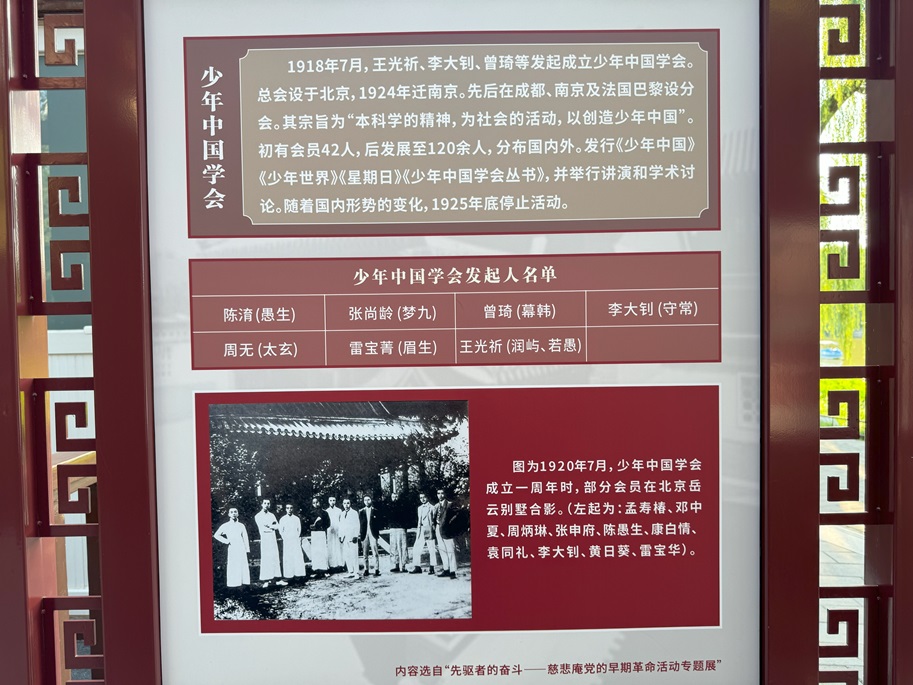 少年中国学会
1918年7月，王光祈、李大钊、曾琦等发起成立少年中国学会。
总会设于北京，1924年迁南京。先后在成都、南京及法国巴黎设分
会。其宗旨为“本科学的精神，为社会的活动，以创造少年中国”。
初有会员42人，后发展至120余人，分布国内外。发行《少年中国》
《少年世界》《星期日》《少年中国学会丛书》，并举行讲演和学术讨
论。随着国内形势的变化，1925年底停止活动。
少年中国学会发起人名单
陈淯(愚生) 张尚龄(梦九) 曾琦(幕韩) 李大钊(守常)
周无(太玄) 雷宝菁(眉生) 王光祈(润屿、若愚)
图为1920年7月，少年中国学会
成立一周年时，部分会员在北京岳
云别墅合影。（左起为：孟寿椿、邓中
夏、周炳琳、张申府、陈愚生、康白情、
袁同礼、李大钊、黄日葵、雷宝华）。
内容选自“先驱者的奋斗——慈悲庵党的早期革命活动专题展”